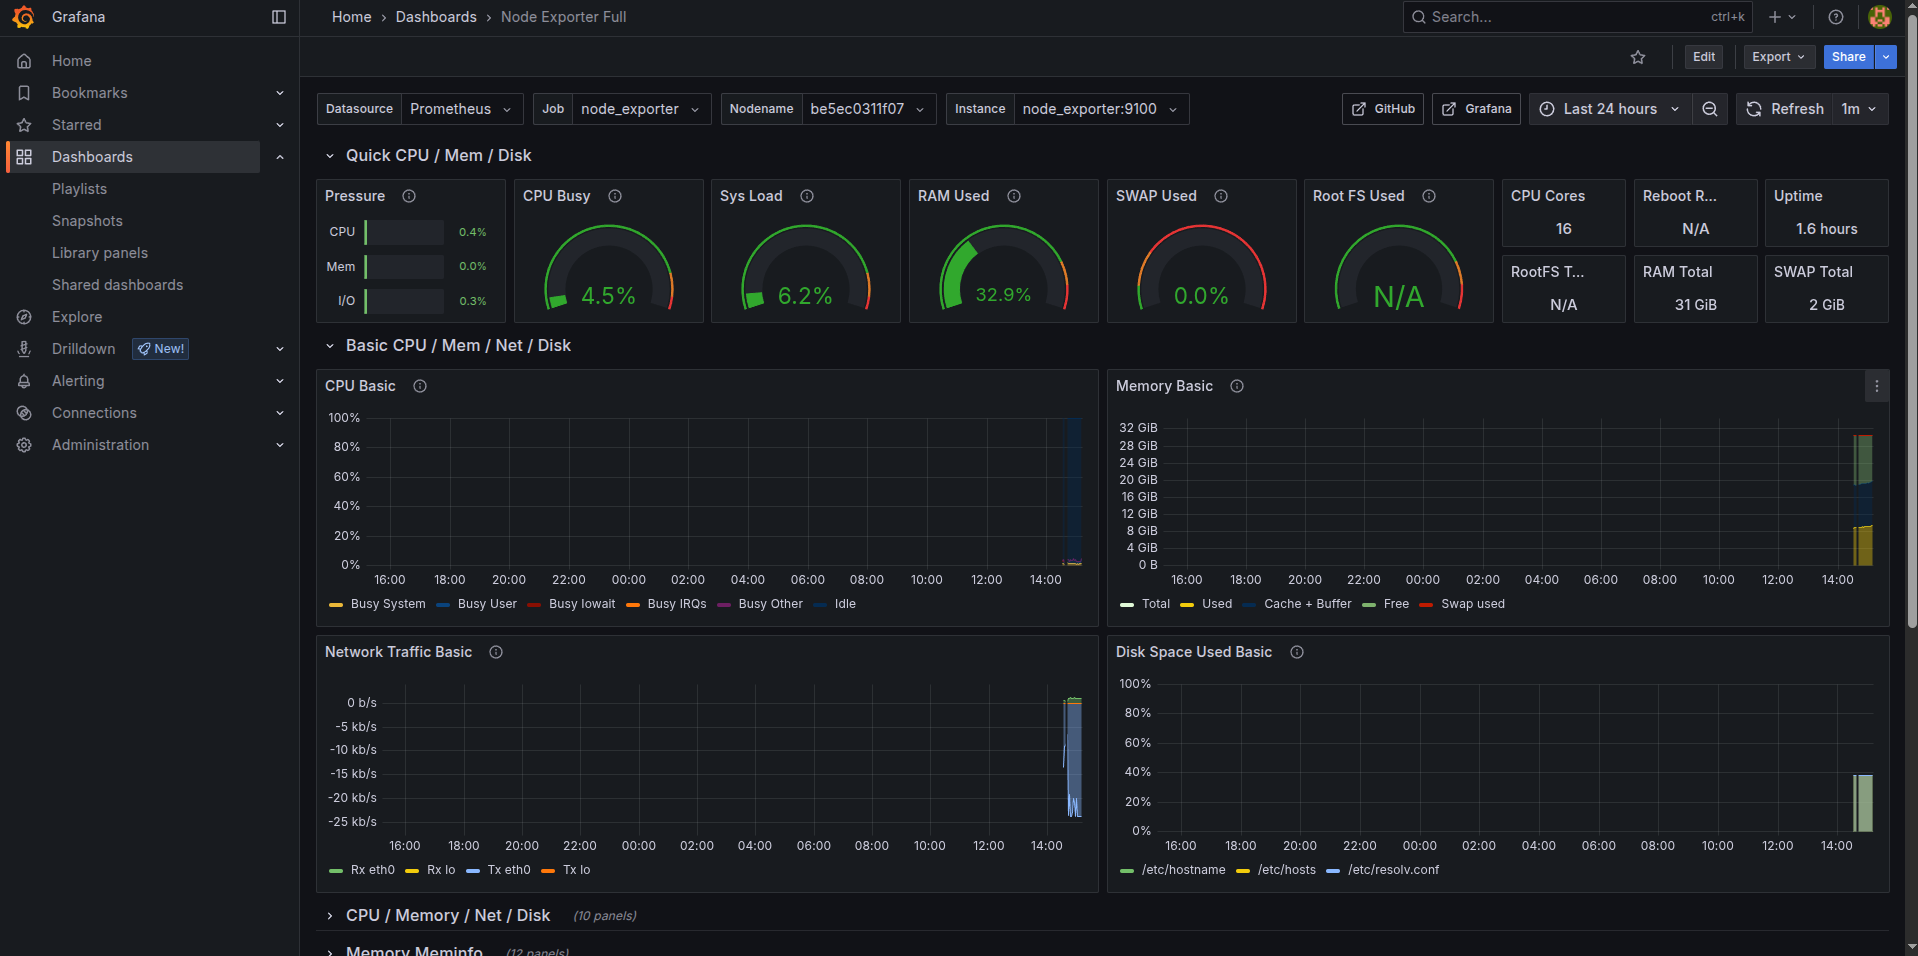 Grafana
Home › Dashboards › Node Exporter Full
Search... ctrl+k
Home
Bookmarks
Starred
Dashboards
Playlists
Snapshots
Library panels
Shared dashboards
Explore
Drilldown New!
Alerting
Connections
Administration
Edit Export Share
Datasource Prometheus Job node_exporter Nodename be5ec0311f07 Instance node_exporter:9100 GitHub Grafana Last 24 hours Refresh 1m
Quick CPU / Mem / Disk
Pressure
CPU 0.4%
Mem 0.0%
I/O 0.3%
CPU Busy
4.5%
Sys Load
6.2%
RAM Used
32.9%
SWAP Used
0.0%
Root FS Used
N/A
CPU Cores
16
Reboot R...
N/A
Uptime
1.6 hours
RootFS T...
N/A
RAM Total
31 GiB
SWAP Total
2 GiB
Basic CPU / Mem / Net / Disk
CPU Basic
100%
80%
60%
40%
20%
0%
16:00 18:00 20:00 22:00 00:00 02:00 04:00 06:00 08:00 10:00 12:00 14:00
Busy System Busy User Busy Iowait Busy IRQs Busy Other Idle
Memory Basic
32 GiB
28 GiB
24 GiB
20 GiB
16 GiB
12 GiB
8 GiB
4 GiB
0 B
16:00 18:00 20:00 22:00 00:00 02:00 04:00 06:00 08:00 10:00 12:00 14:00
Total Used Cache + Buffer Free Swap used
Network Traffic Basic
0 b/s
-5 kb/s
-10 kb/s
-15 kb/s
-20 kb/s
-25 kb/s
16:00 18:00 20:00 22:00 00:00 02:00 04:00 06:00 08:00 10:00 12:00 14:00
Rx eth0 Rx lo Tx eth0 Tx lo
Disk Space Used Basic
100%
80%
60%
40%
20%
0%
16:00 18:00 20:00 22:00 00:00 02:00 04:00 06:00 08:00 10:00 12:00 14:00
/etc/hostname /etc/hosts /etc/resolv.conf
CPU / Memory / Net / Disk (10 panels)
Memory Meminfo (12 panels)